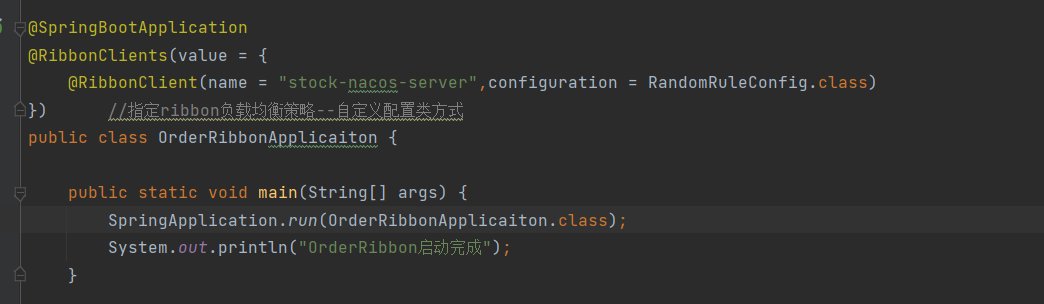 @SpringBootApplication
@RibbonClients(value = {
    @RibbonClient(name = "stock-nacos-server",configuration = RandomRuleConfig.class)
})      //指定ribbon负载均衡策略--自定义配置类方式
public class OrderRibbonApplicaiton {
    public static void main(String[] args) {
        SpringApplication.run(OrderRibbonApplicaiton.class);
        System.out.println("OrderRibbon启动完成");
    }